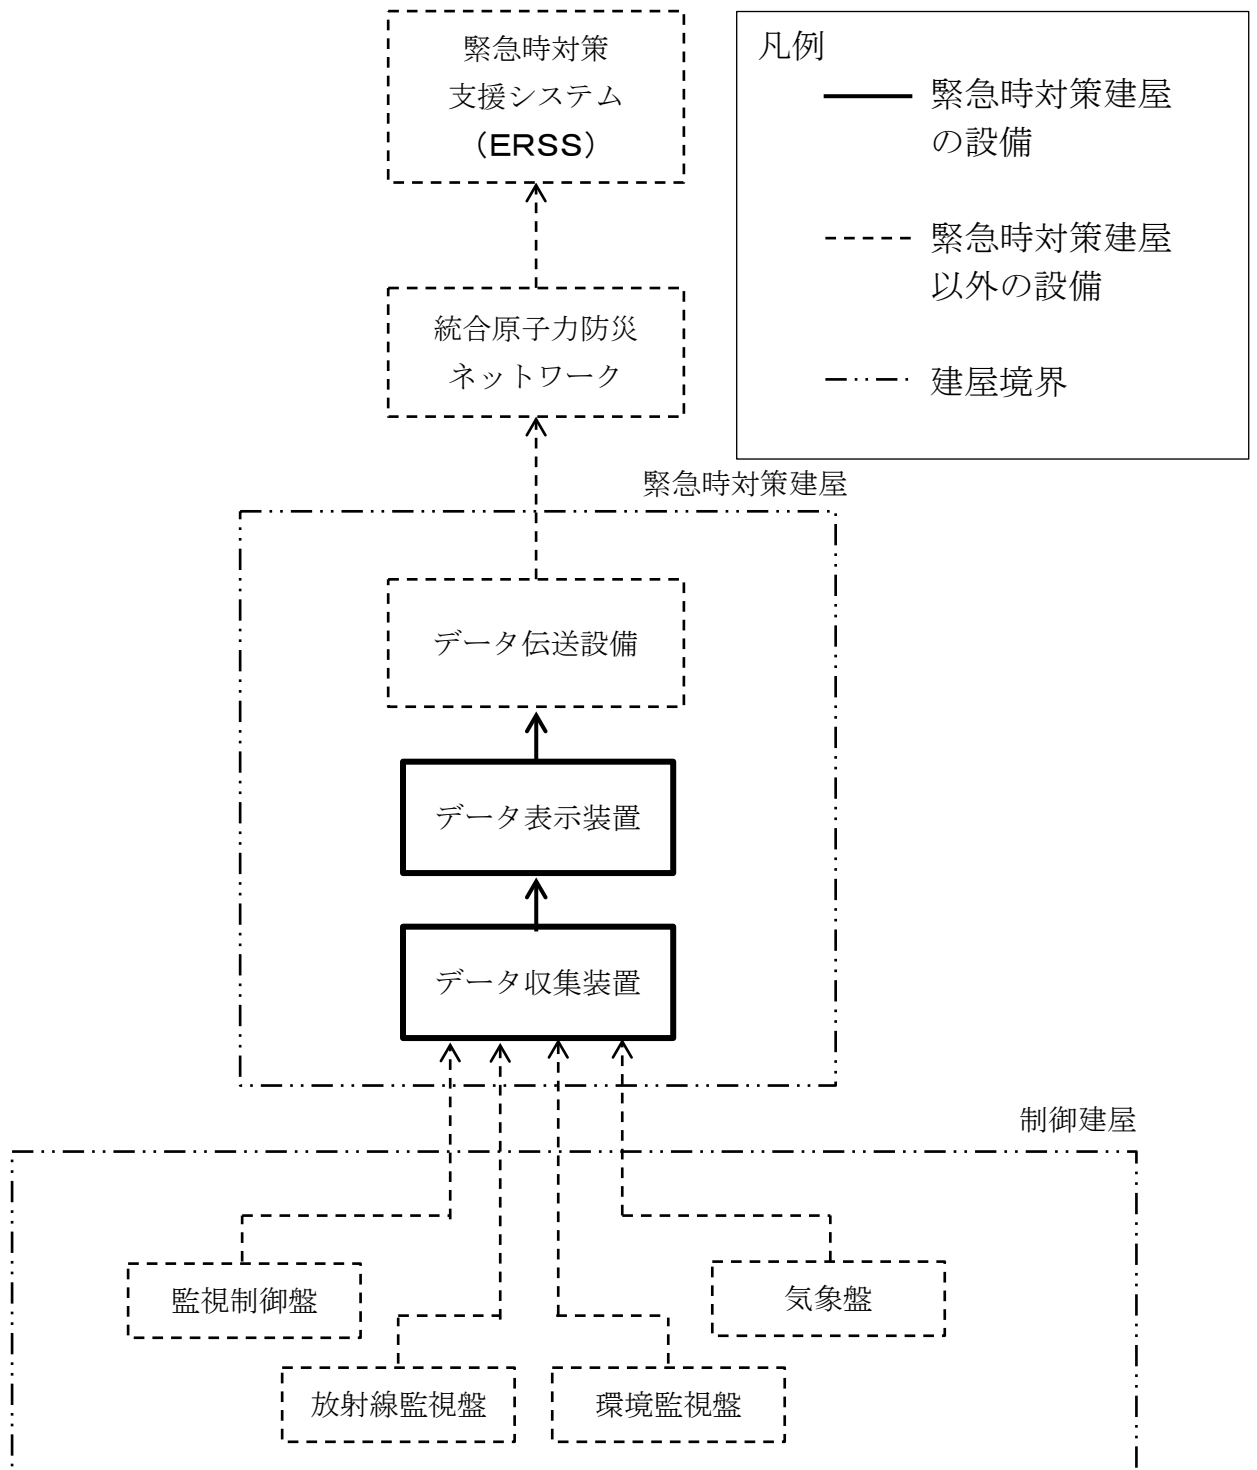 緊急時対策
支援システム
（ERSS）
凡例
緊急時対策建屋
の設備
緊急時対策建屋
以外の設備
建屋境界
統合原子力防災
ネットワーク
緊急時対策建屋
データ伝送設備
データ表示装置
データ収集装置
制御建屋
監視制御盤
気象盤
放射線監視盤
環境監視盤